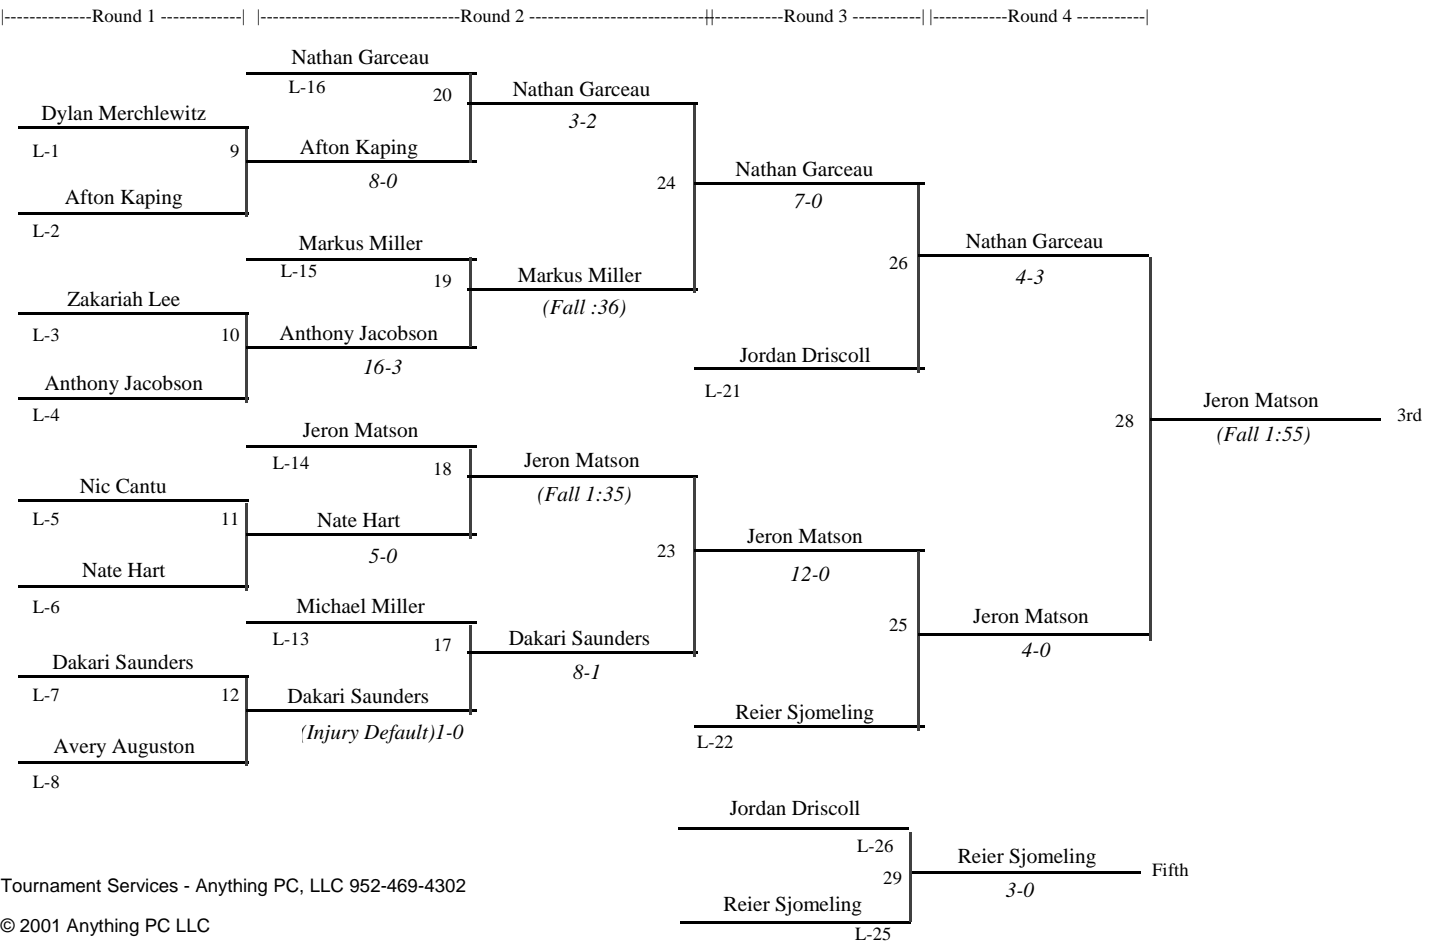 |--------------Round 1 -------------| |--------------------------------Round 2 ----------------------------||------------Round 3 -----------| |------------Round 4 -----------|
Nathan Garceau
L-16
20
Nathan Garceau
3-2
Dylan Merchlewitz
L-1
9
Afton Kaping
8-0
Afton Kaping
L-2
24
Nathan Garceau
7-0
Markus Miller
L-15
19
Markus Miller
(Fall :36)
Zakariah Lee
L-3
10
Anthony Jacobson
16-3
Anthony Jacobson
L-4
26
Nathan Garceau
4-3
Jordan Driscoll
L-21
28
Jeron Matson
(Fall 1:55)
3rd
Jeron Matson
L-14
18
Jeron Matson
(Fall 1:35)
Nic Cantu
L-5
11
Nate Hart
5-0
Nate Hart
L-6
23
Jeron Matson
12-0
Michael Miller
L-13
17
Dakari Saunders
8-1
25
Jeron Matson
4-0
Dakari Saunders
L-7
12
Dakari Saunders
(Injury Default)1-0
Avery Auguston
L-8
Reier Sjomeling
L-22
Jordan Driscoll
L-26
29
Reier Sjomeling
3-0
Fifth
Reier Sjomeling
L-25
Tournament Services - Anything PC, LLC 952-469-4302
© 2001 Anything PC LLC